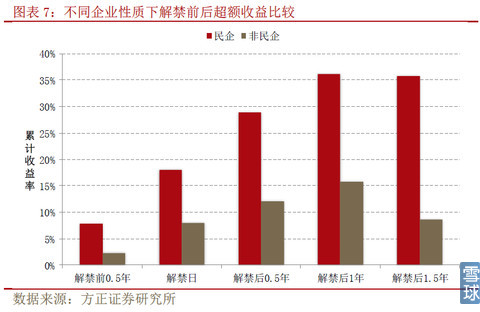 图表 7：不同企业性质下解禁前后超额收益比较
民企 非民企
40%
35%
30%
25%
20%
15%
10%
5%
0%
累计收益率
解禁前0.5年 解禁日 解禁后0.5年 解禁后1年 解禁后1.5年
数据来源：方正证券研究所
雪球